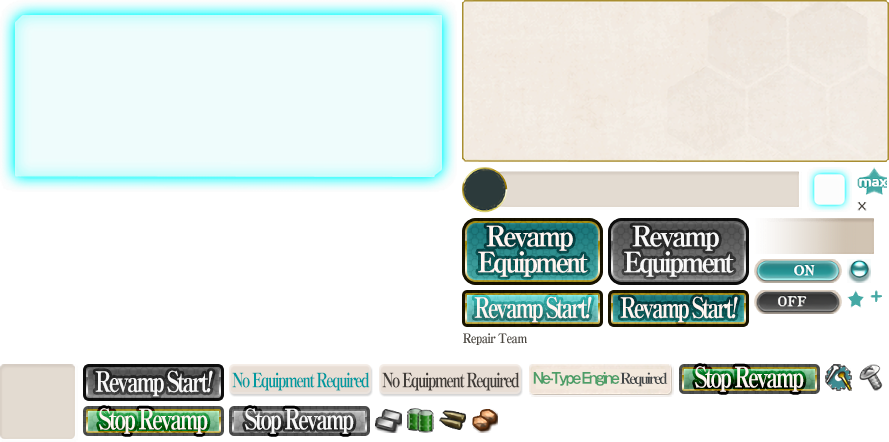 max
×
Revamp
Equipment
Revamp
Equipment
ON
Revamp Start!
Revamp Start!
OFF
Repair Team
Revamp Start!
No Equipment Required
No Equipment Required
Ne-Type Engine Required
Stop Revamp
Stop Revamp
Stop Revamp